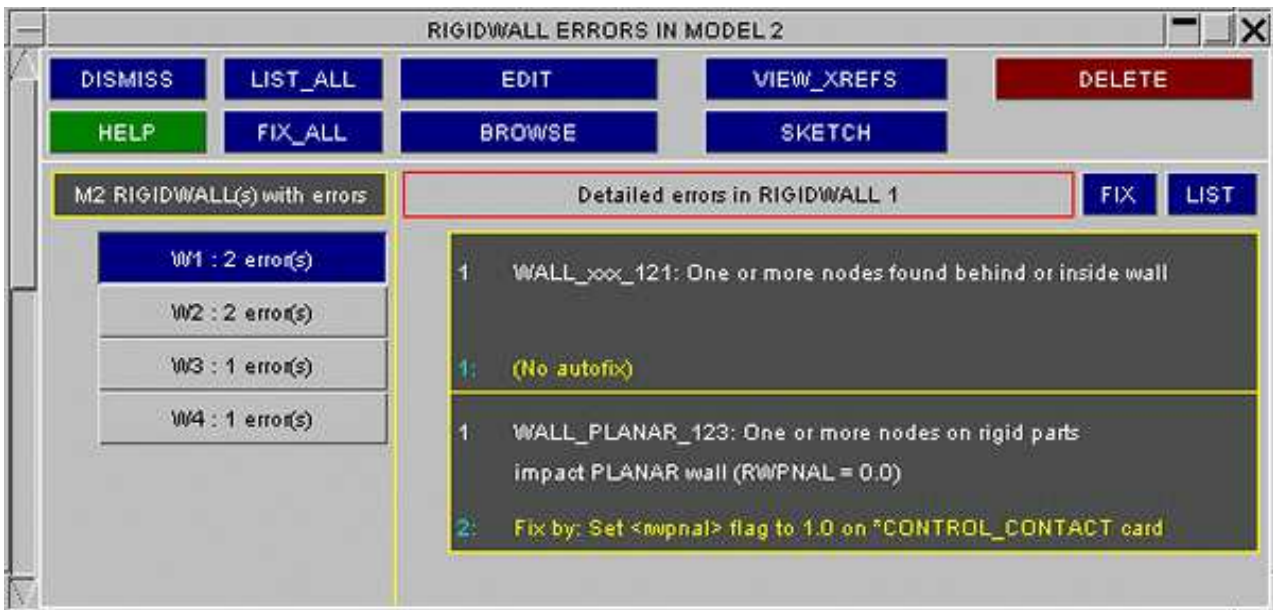 RIGIDWALL ERRORS IN MODEL 2
DISMISS LIST_ALL EDIT VIEW_XREFS DELETE
HELP FIX_ALL BROWSE SKETCH
M2 RIGIDWALL(s) with errors
Detailed errors in RIGIDWALL 1 FIX LIST
W1 : 2 error(s)
W2 : 2 error(s)
W3 : 1 error(s)
W4 : 1 error(s)
1 WALL_xxx_121: One or more nodes found behind or inside wall
1: (No autofix)
1 WALL_PLANAR_123: One or more nodes on rigid parts
impact PLANAR wall (RWPNAL = 0.0)
2: Fix by: Set <rwpnal> flag to 1.0 on *CONTROL_CONTACT card